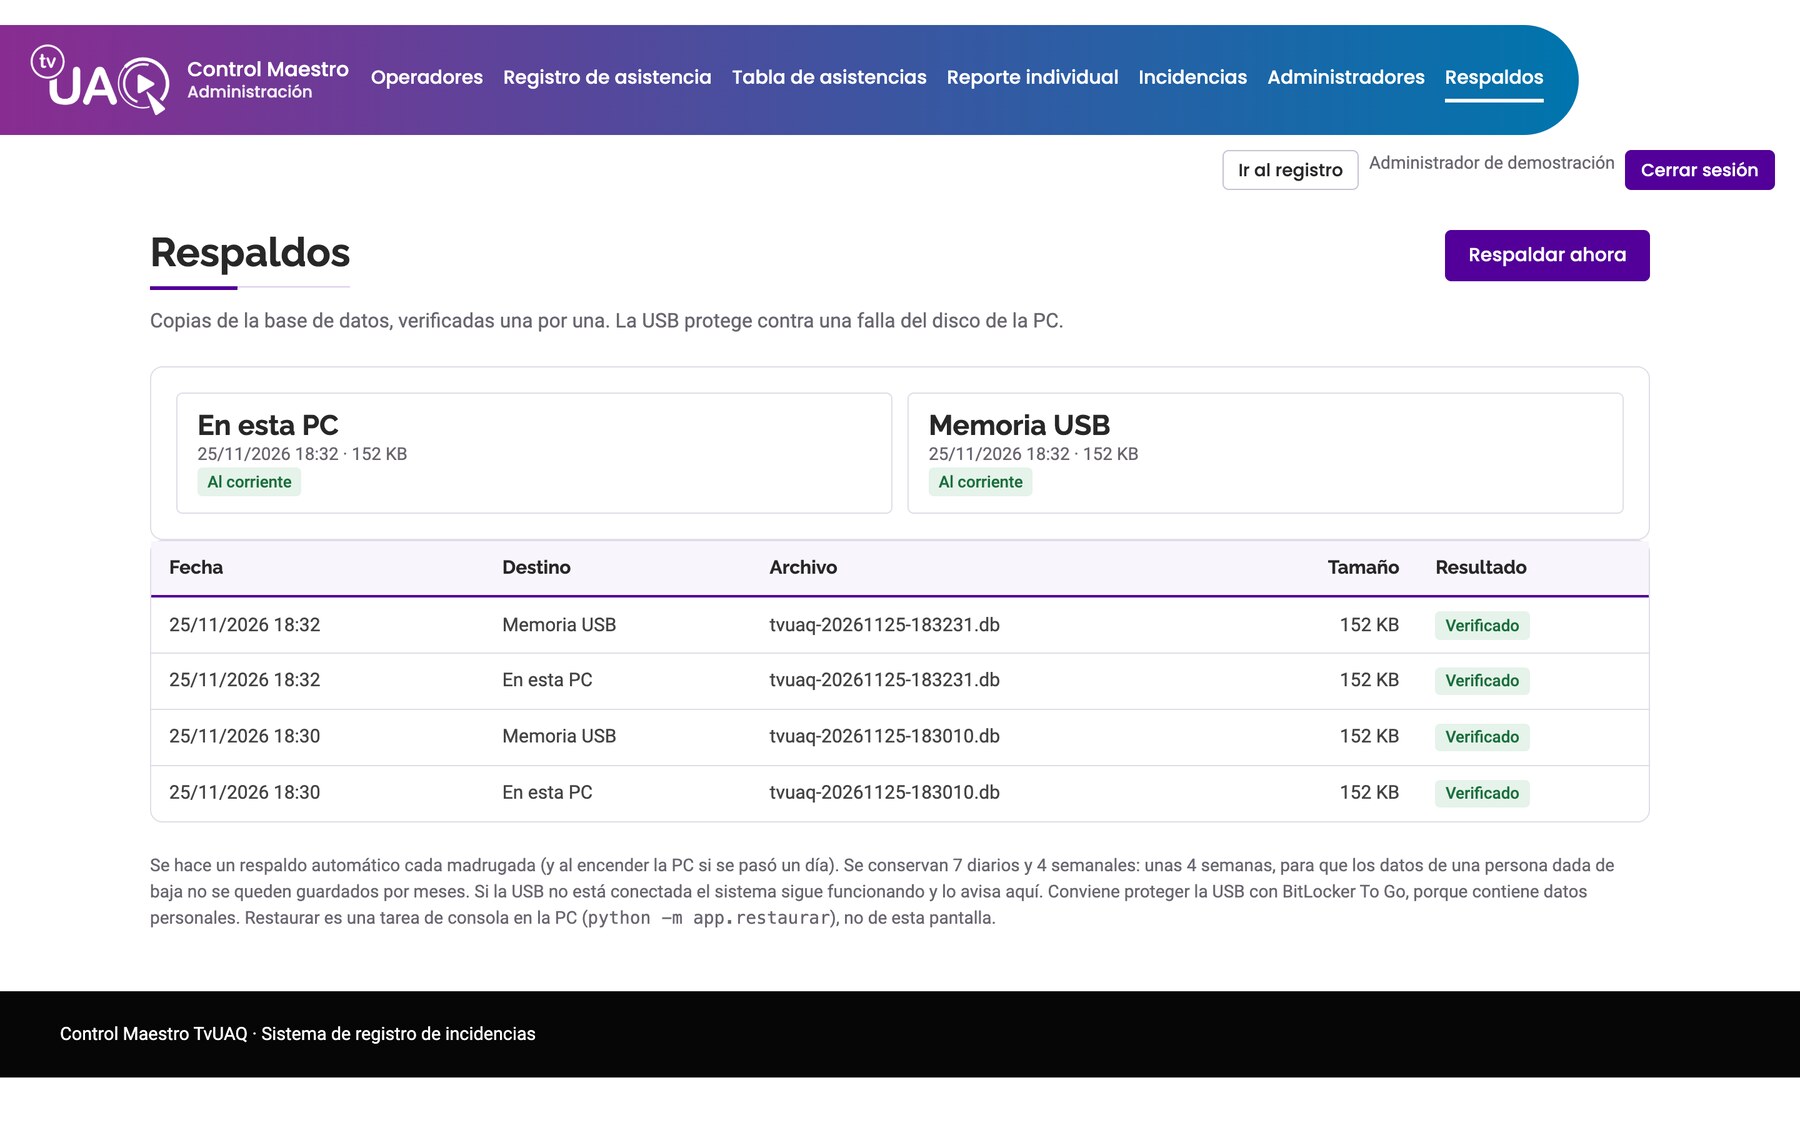 tv UAQ
Control Maestro
Administración
Operadores Registro de asistencia Tabla de asistencias Reporte individual Incidencias Administradores Respaldos
Ir al registro Administrador de demostración Cerrar sesión
Respaldos
Respaldar ahora
Copias de la base de datos, verificadas una por una. La USB protege contra una falla del disco de la PC.
En esta PC
25/11/2026 18:32 · 152 KB
Al corriente
Memoria USB
25/11/2026 18:32 · 152 KB
Al corriente
Fecha Destino Archivo Tamaño Resultado
25/11/2026 18:32 Memoria USB tvuaq-20261125-183231.db 152 KB Verificado
25/11/2026 18:32 En esta PC tvuaq-20261125-183231.db 152 KB Verificado
25/11/2026 18:30 Memoria USB tvuaq-20261125-183010.db 152 KB Verificado
25/11/2026 18:30 En esta PC tvuaq-20261125-183010.db 152 KB Verificado
Se hace un respaldo automático cada madrugada (y al encender la PC si se pasó un día). Se conservan 7 diarios y 4 semanales: unas 4 semanas, para que los datos de una persona dada de
baja no se queden guardados por meses. Si la USB no está conectada el sistema sigue funcionando y lo avisa aquí. Conviene proteger la USB con BitLocker To Go, porque contiene datos
personales. Restaurar es una tarea de consola en la PC (python -m app.restaurar), no de esta pantalla.
Control Maestro TvUAQ · Sistema de registro de incidencias